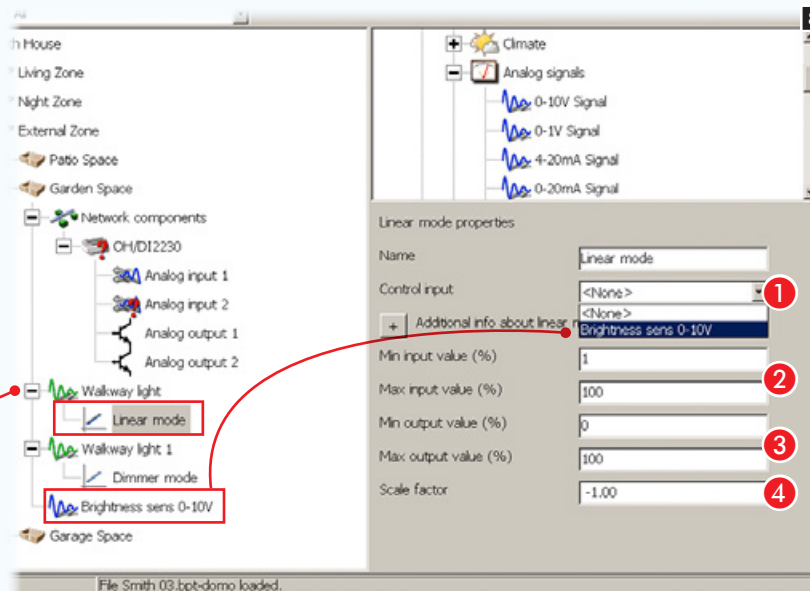 h House
Living Zone
Night Zone
External Zone
Patio Space
Garden Space
Network components
OH/DI2230
Analog input 1
Analog input 2
Analog output 1
Analog output 2
Walkway light
Linear mode
Walkway light 1
Dimmer mode
Brightness sens 0-10V
Garage Space
Climate
Analog signals
0-10V Signal
0-1V Signal
4-20mA Signal
0-20mA Signal
Linear mode properties
Name Linear mode
Control input <None> 1
<None>
+ Additional info about linear
Brightness sens 0-10V
Min input value (%) 1
2
Max input value (%) 100
Min output value (%) 0
3
Max output value (%) 100
Scale factor -1.00 4
File Smith 03.bpt-domo loaded.